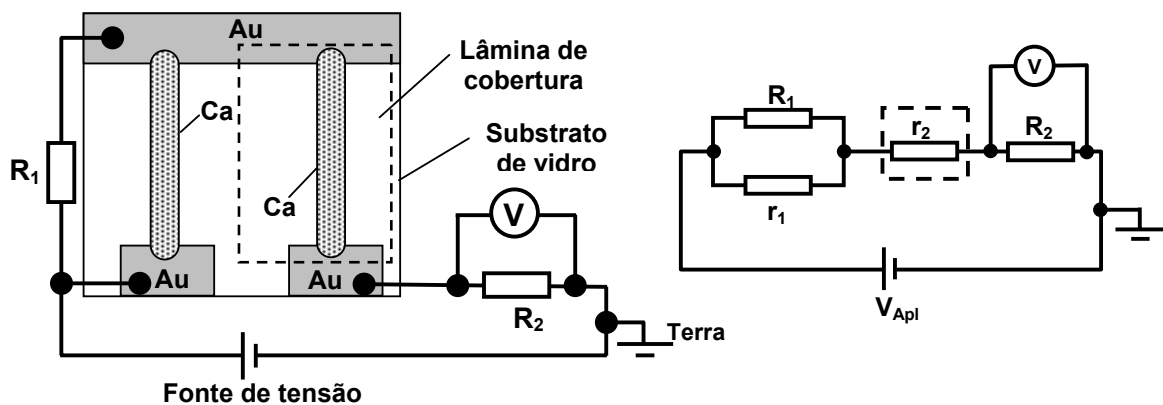 Au
Ca
Ca
R1
Au
Au
Lâmina de
cobertura
Substrato
de vidro
V
R2
Terra
Fonte de tensão
R1
r1
r2
V
R2
VApl